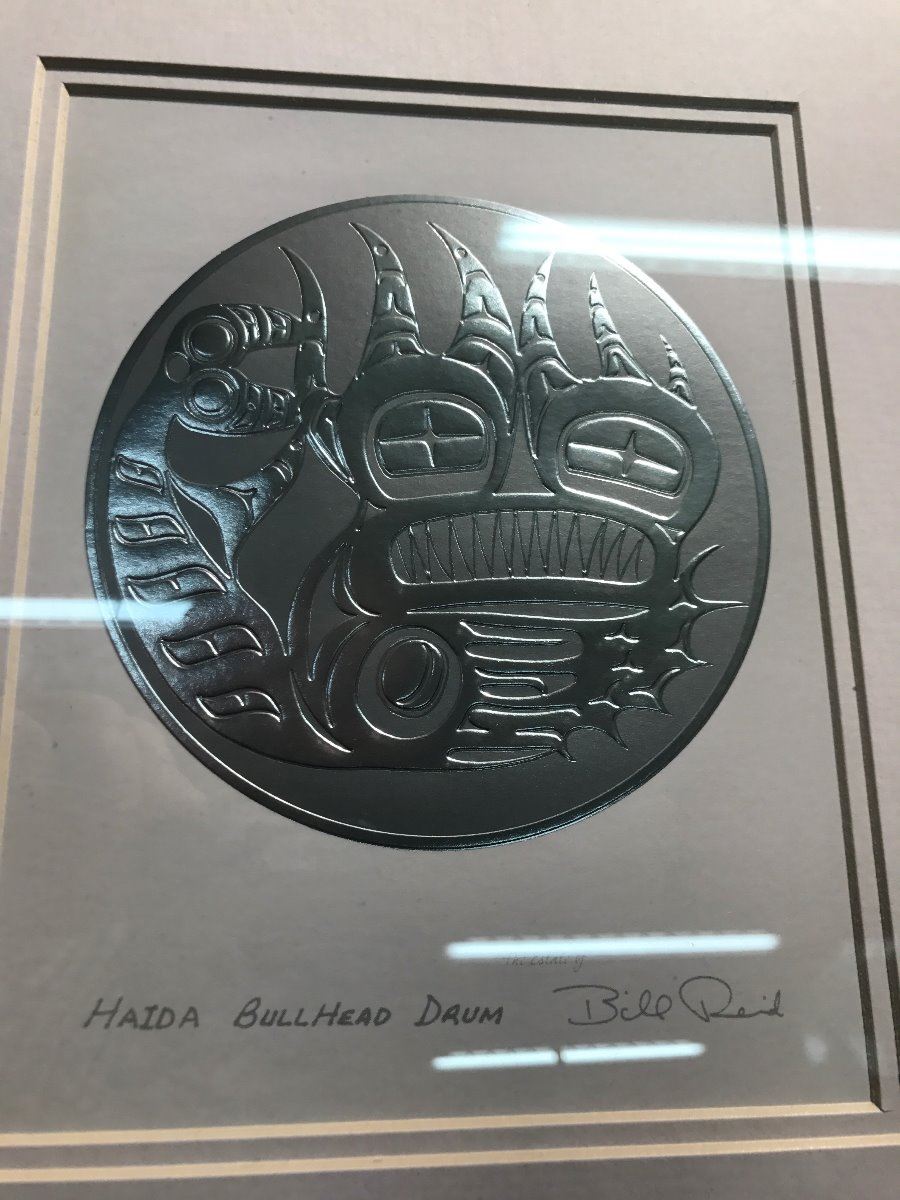 The Estate of
HAIDA BULLHEAD DRUM Bill Reid